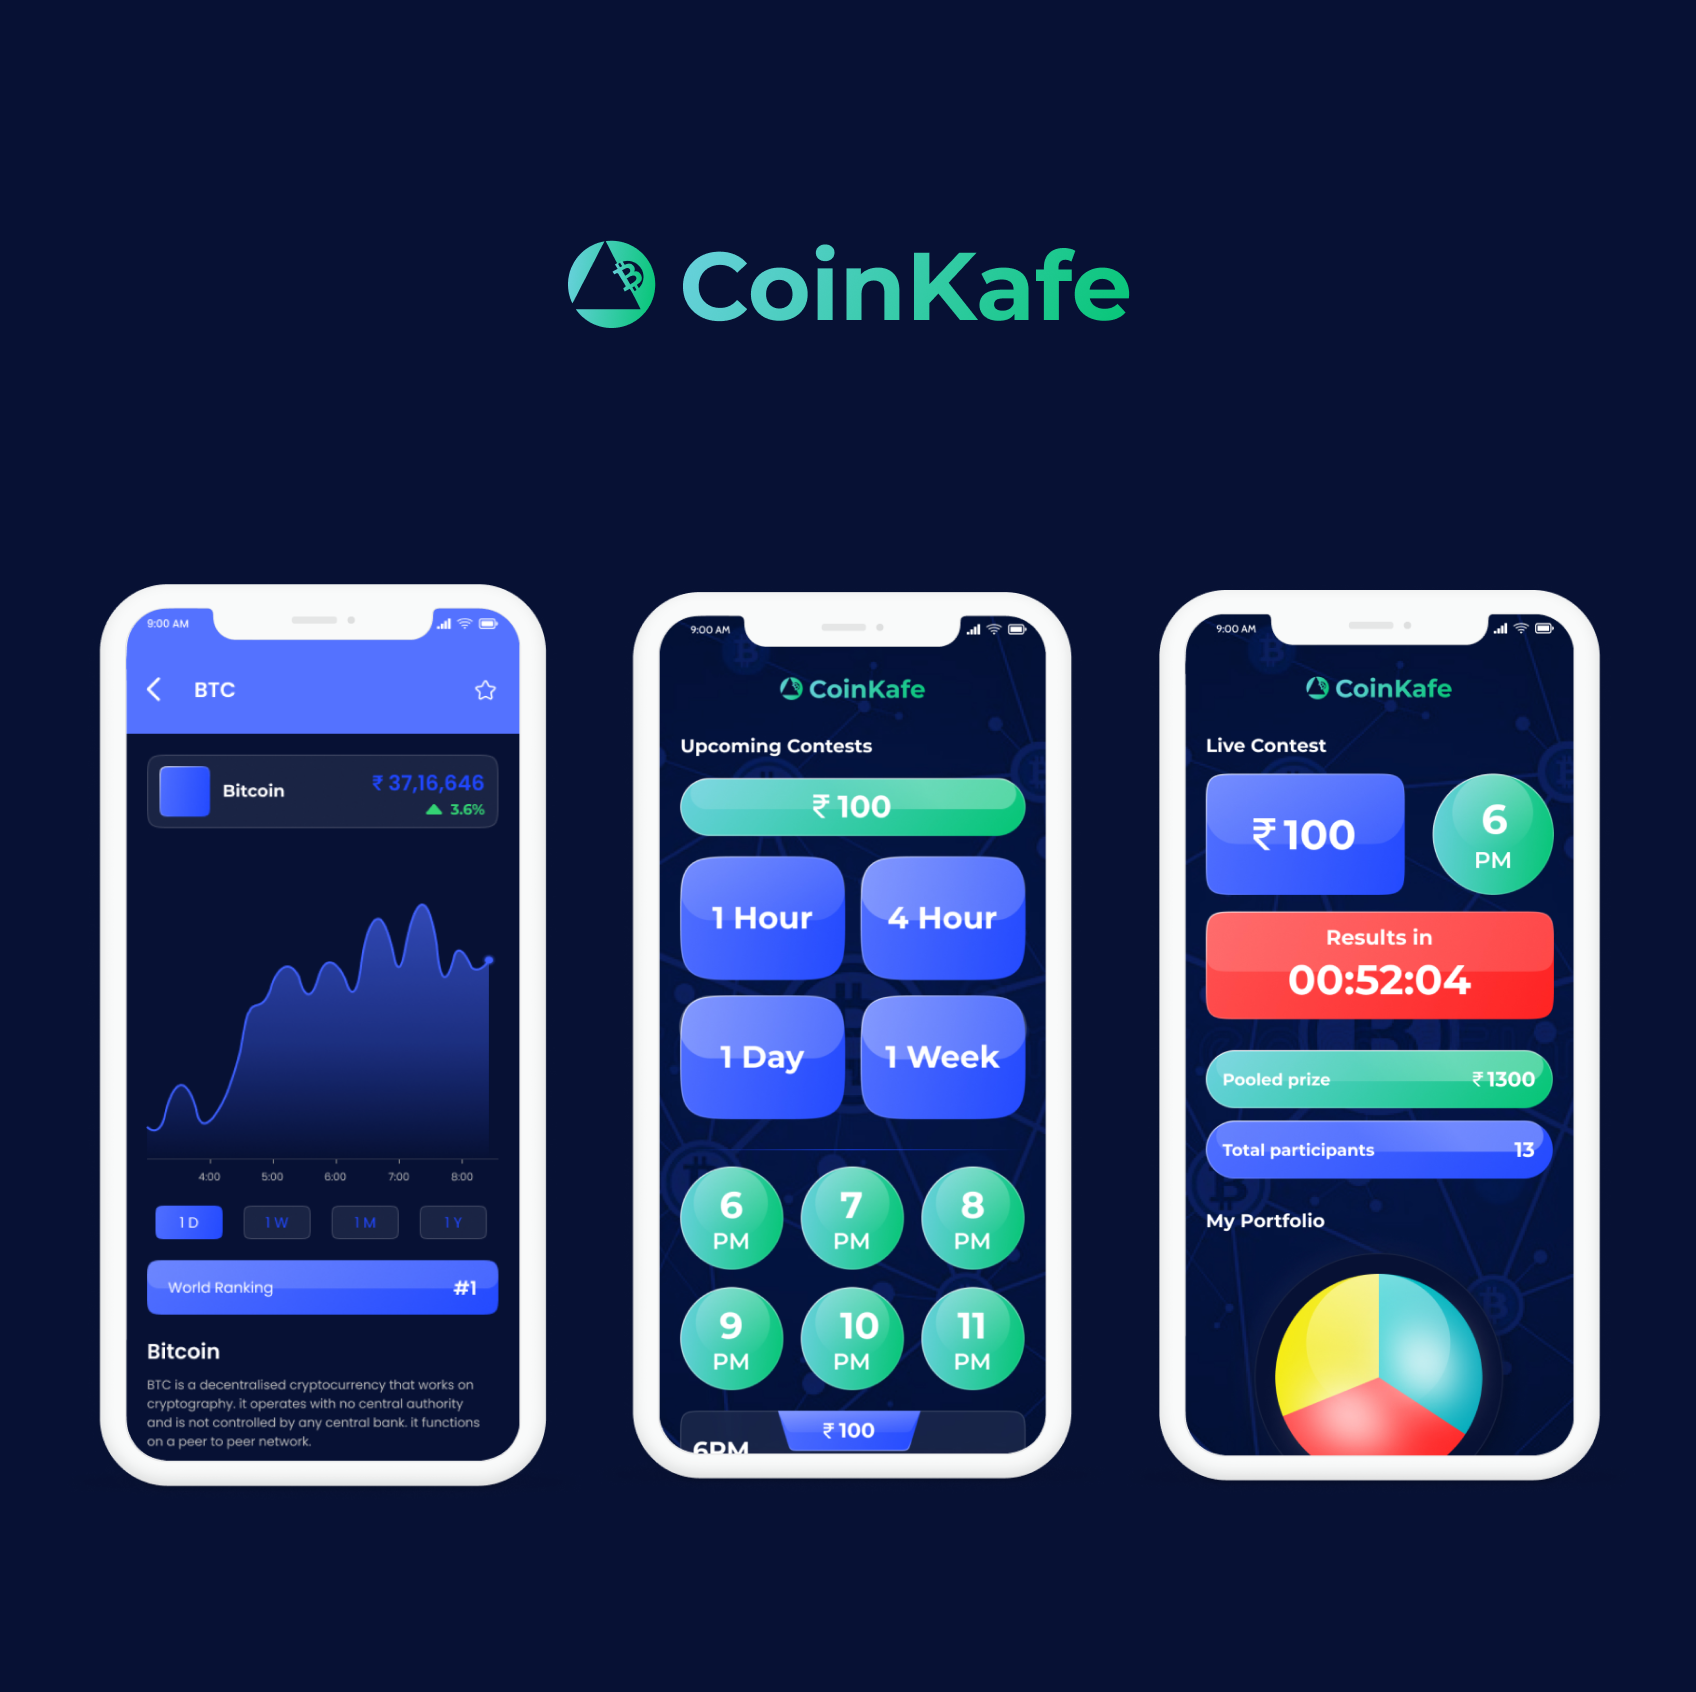 CoinKafe
9:00 AM
BTC
Bitcoin
₹ 37,16,646
3.6%
4:00 5:00 6:00 7:00 8:00
1 D 1 W 1 M 1 Y
World Ranking #1
Bitcoin
BTC is a decentralised cryptocurrency that works on
cryptography. it operates with no central authority
and is not controlled by any central bank. it functions
on a peer to peer network.
9:00 AM
CoinKafe
Upcoming Contests
₹ 100
1 Hour 4 Hour
1 Day 1 Week
6 PM 7 PM 8 PM
9 PM 10 PM 11 PM
₹ 100
6PM
9:00 AM
CoinKafe
Live Contest
₹ 100
6 PM
Results in
00:52:04
Pooled prize ₹ 1300
Total participants 13
My Portfolio